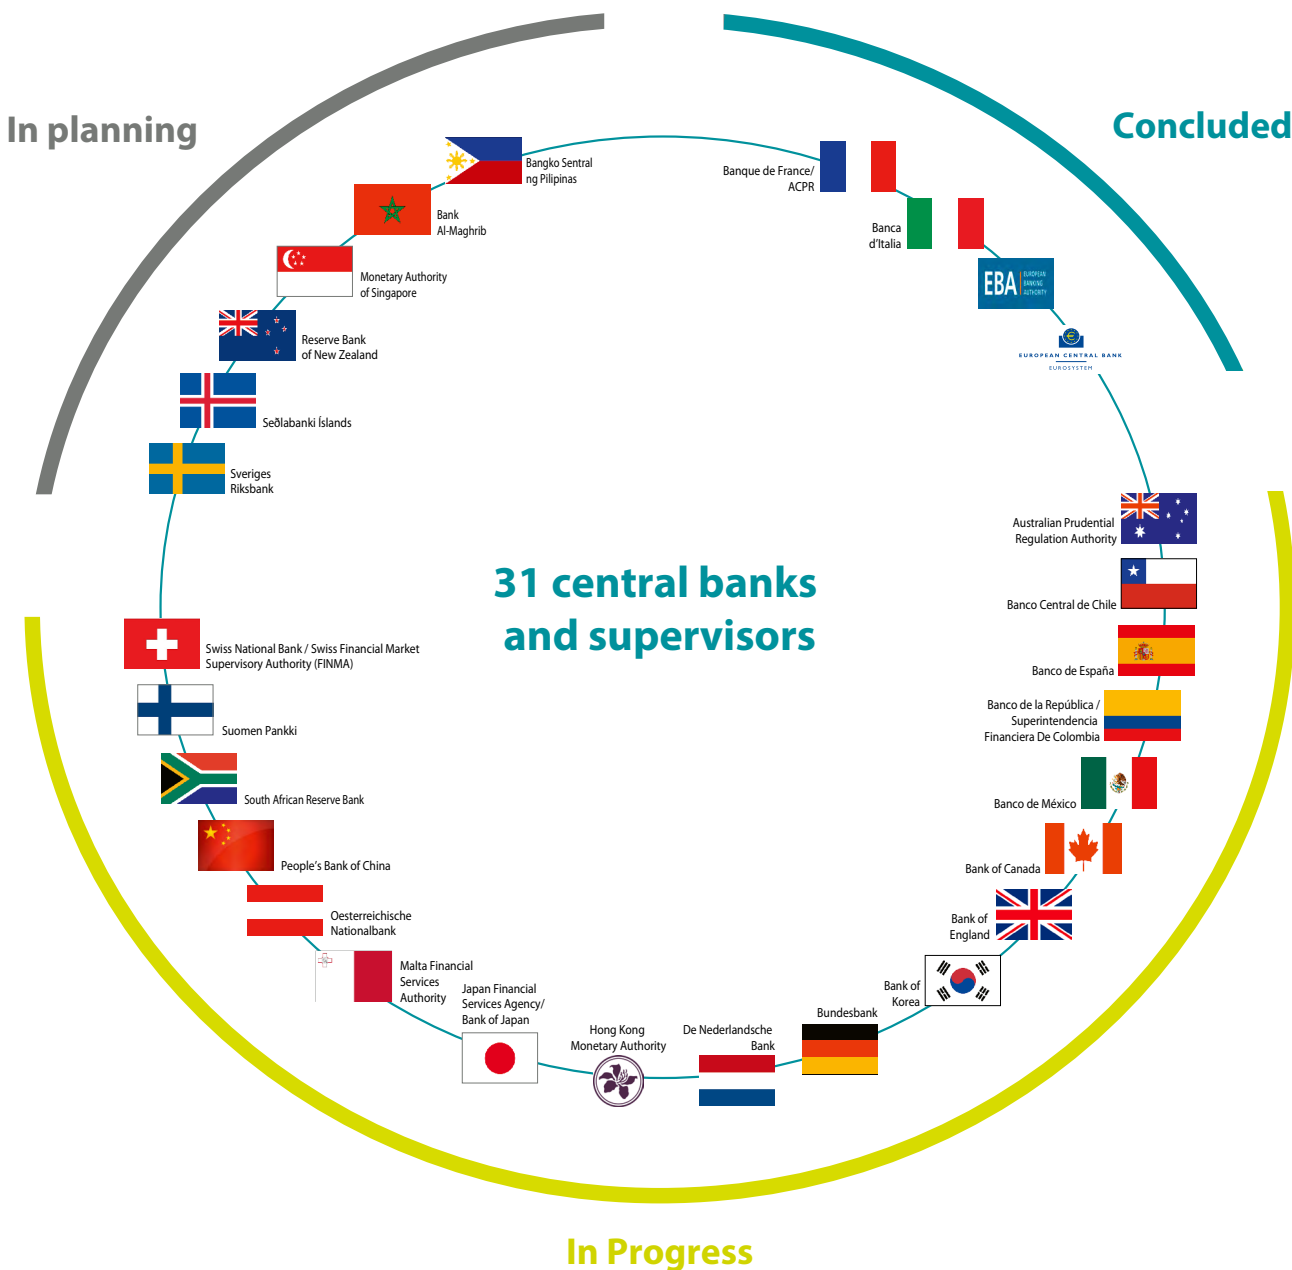 In planning
Concluded
Bangko Sentral
ng Pilipinas
Bank
Al-Maghrib
Monetary Authority
of Singapore
Reserve Bank
of New Zealand
Seðlabanki Íslands
Sveriges
Riksbank
Banque de France/
ACPR
Banca
d’Italia
EBA
EUROPEAN
BANKING
AUTHORITY
EUROPEAN CENTRAL BANK
EUROSYSTEM
31 central banks
and supervisors
Australian Prudential
Regulation Authority
Banco Central de Chile
Banco de España
Banco de la República /
Superintendencia
Financiera De Colombia
Banco de México
Bank of Canada
Bank of
England
Bank of
Korea
Bundesbank
De Nederlandsche
Bank
Hong Kong
Monetary Authority
Japan Financial
Services Agency/
Bank of Japan
Malta Financial
Services
Authority
Oesterreichische
Nationalbank
People’s Bank of China
South African Reserve Bank
Suomen Pankki
Swiss National Bank / Swiss Financial Market
Supervisory Authority (FINMA)
In Progress